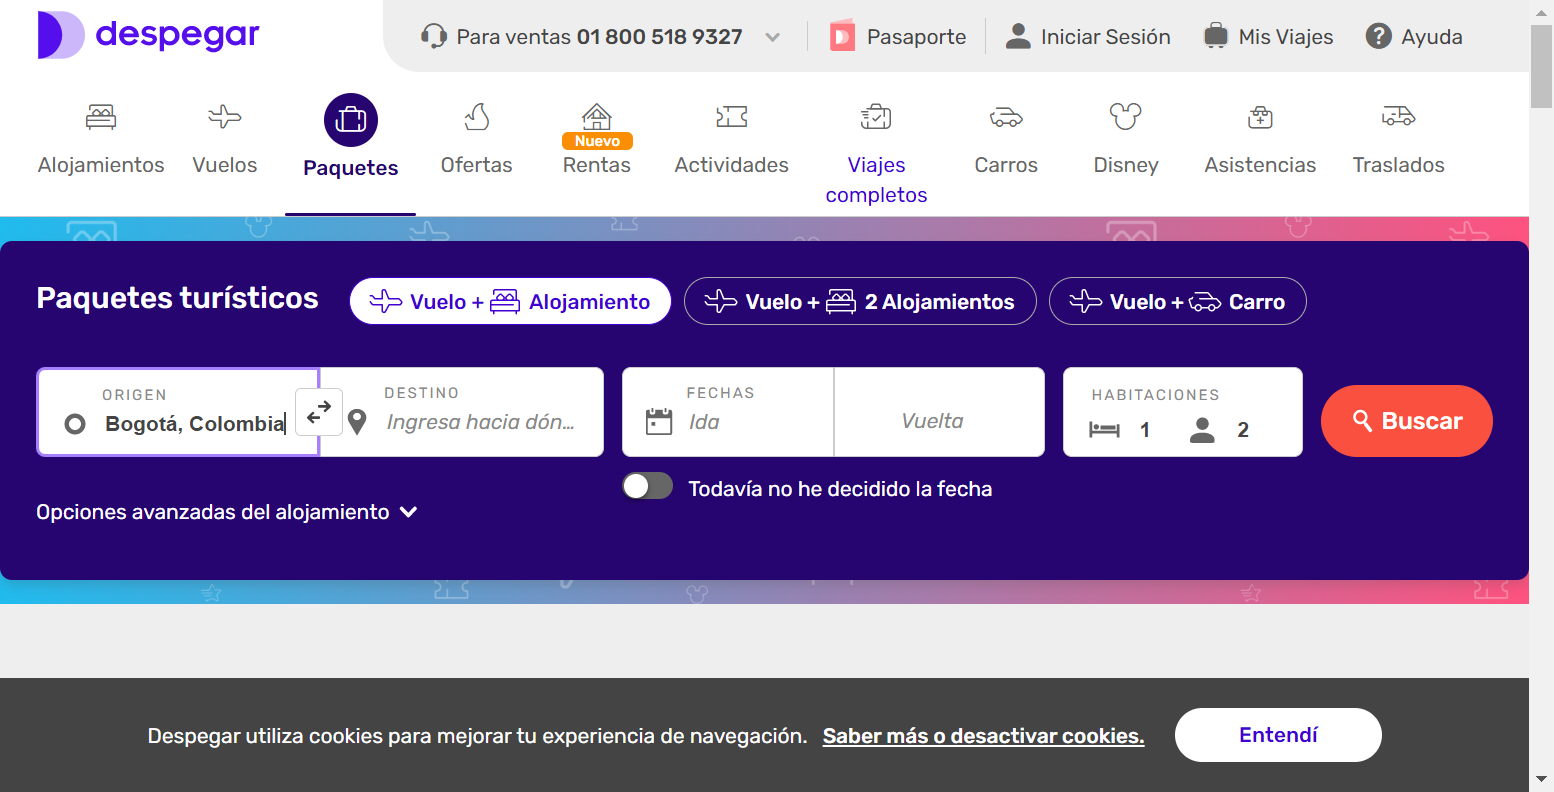 despegar
Para ventas 01 800 518 9327
Pasaporte
Iniciar Sesión
Mis Viajes
Ayuda
Alojamientos
Vuelos
Paquetes
Ofertas
Nuevo
Rentas
Actividades
Viajes
completos
Carros
Disney
Asistencias
Traslados
Paquetes turísticos
Vuelo + Alojamiento
Vuelo + 2 Alojamientos
Vuelo + Carro
ORIGEN
Bogotá, Colombia
DESTINO
Ingresa hacia dón...
FECHAS
Ida
Vuelta
HABITACIONES
1
2
Buscar
Todavía no he decidido la fecha
Opciones avanzadas del alojamiento
Despegar utiliza cookies para mejorar tu experiencia de navegación. Saber más o desactivar cookies.
Entendí